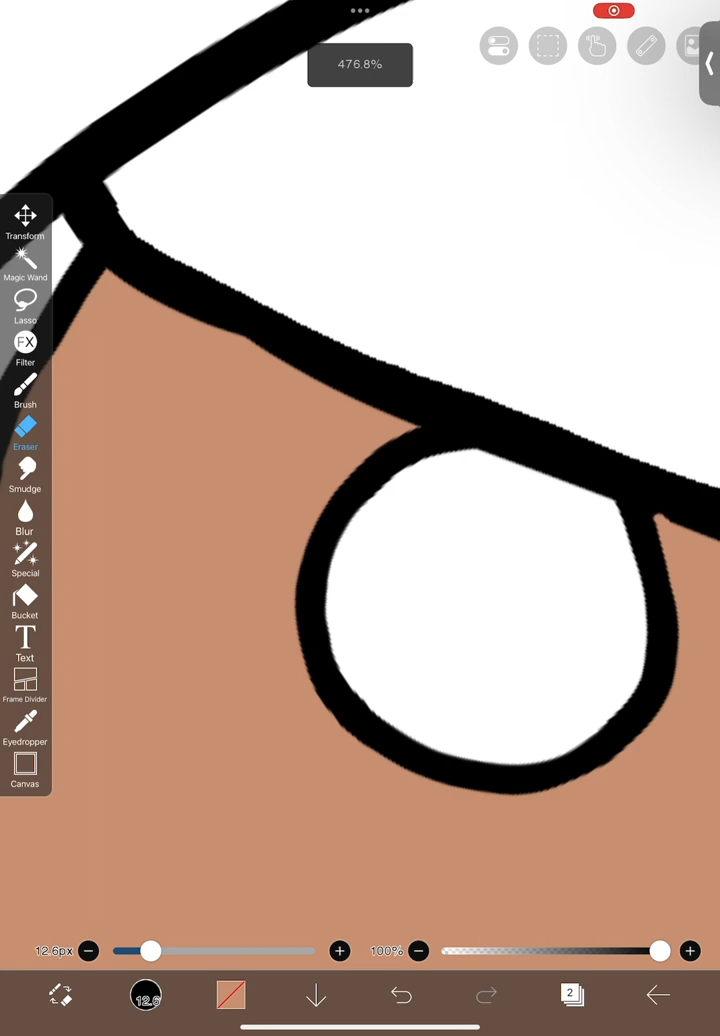 476.8%
Transform
Magic Wand
Lasso
FX
Filter
Brush
Eraser
Smudge
Blur
Special
Bucket
T
Text
Frame Divider
Eyedropper
Canvas
12.6px
100%
12.6
2